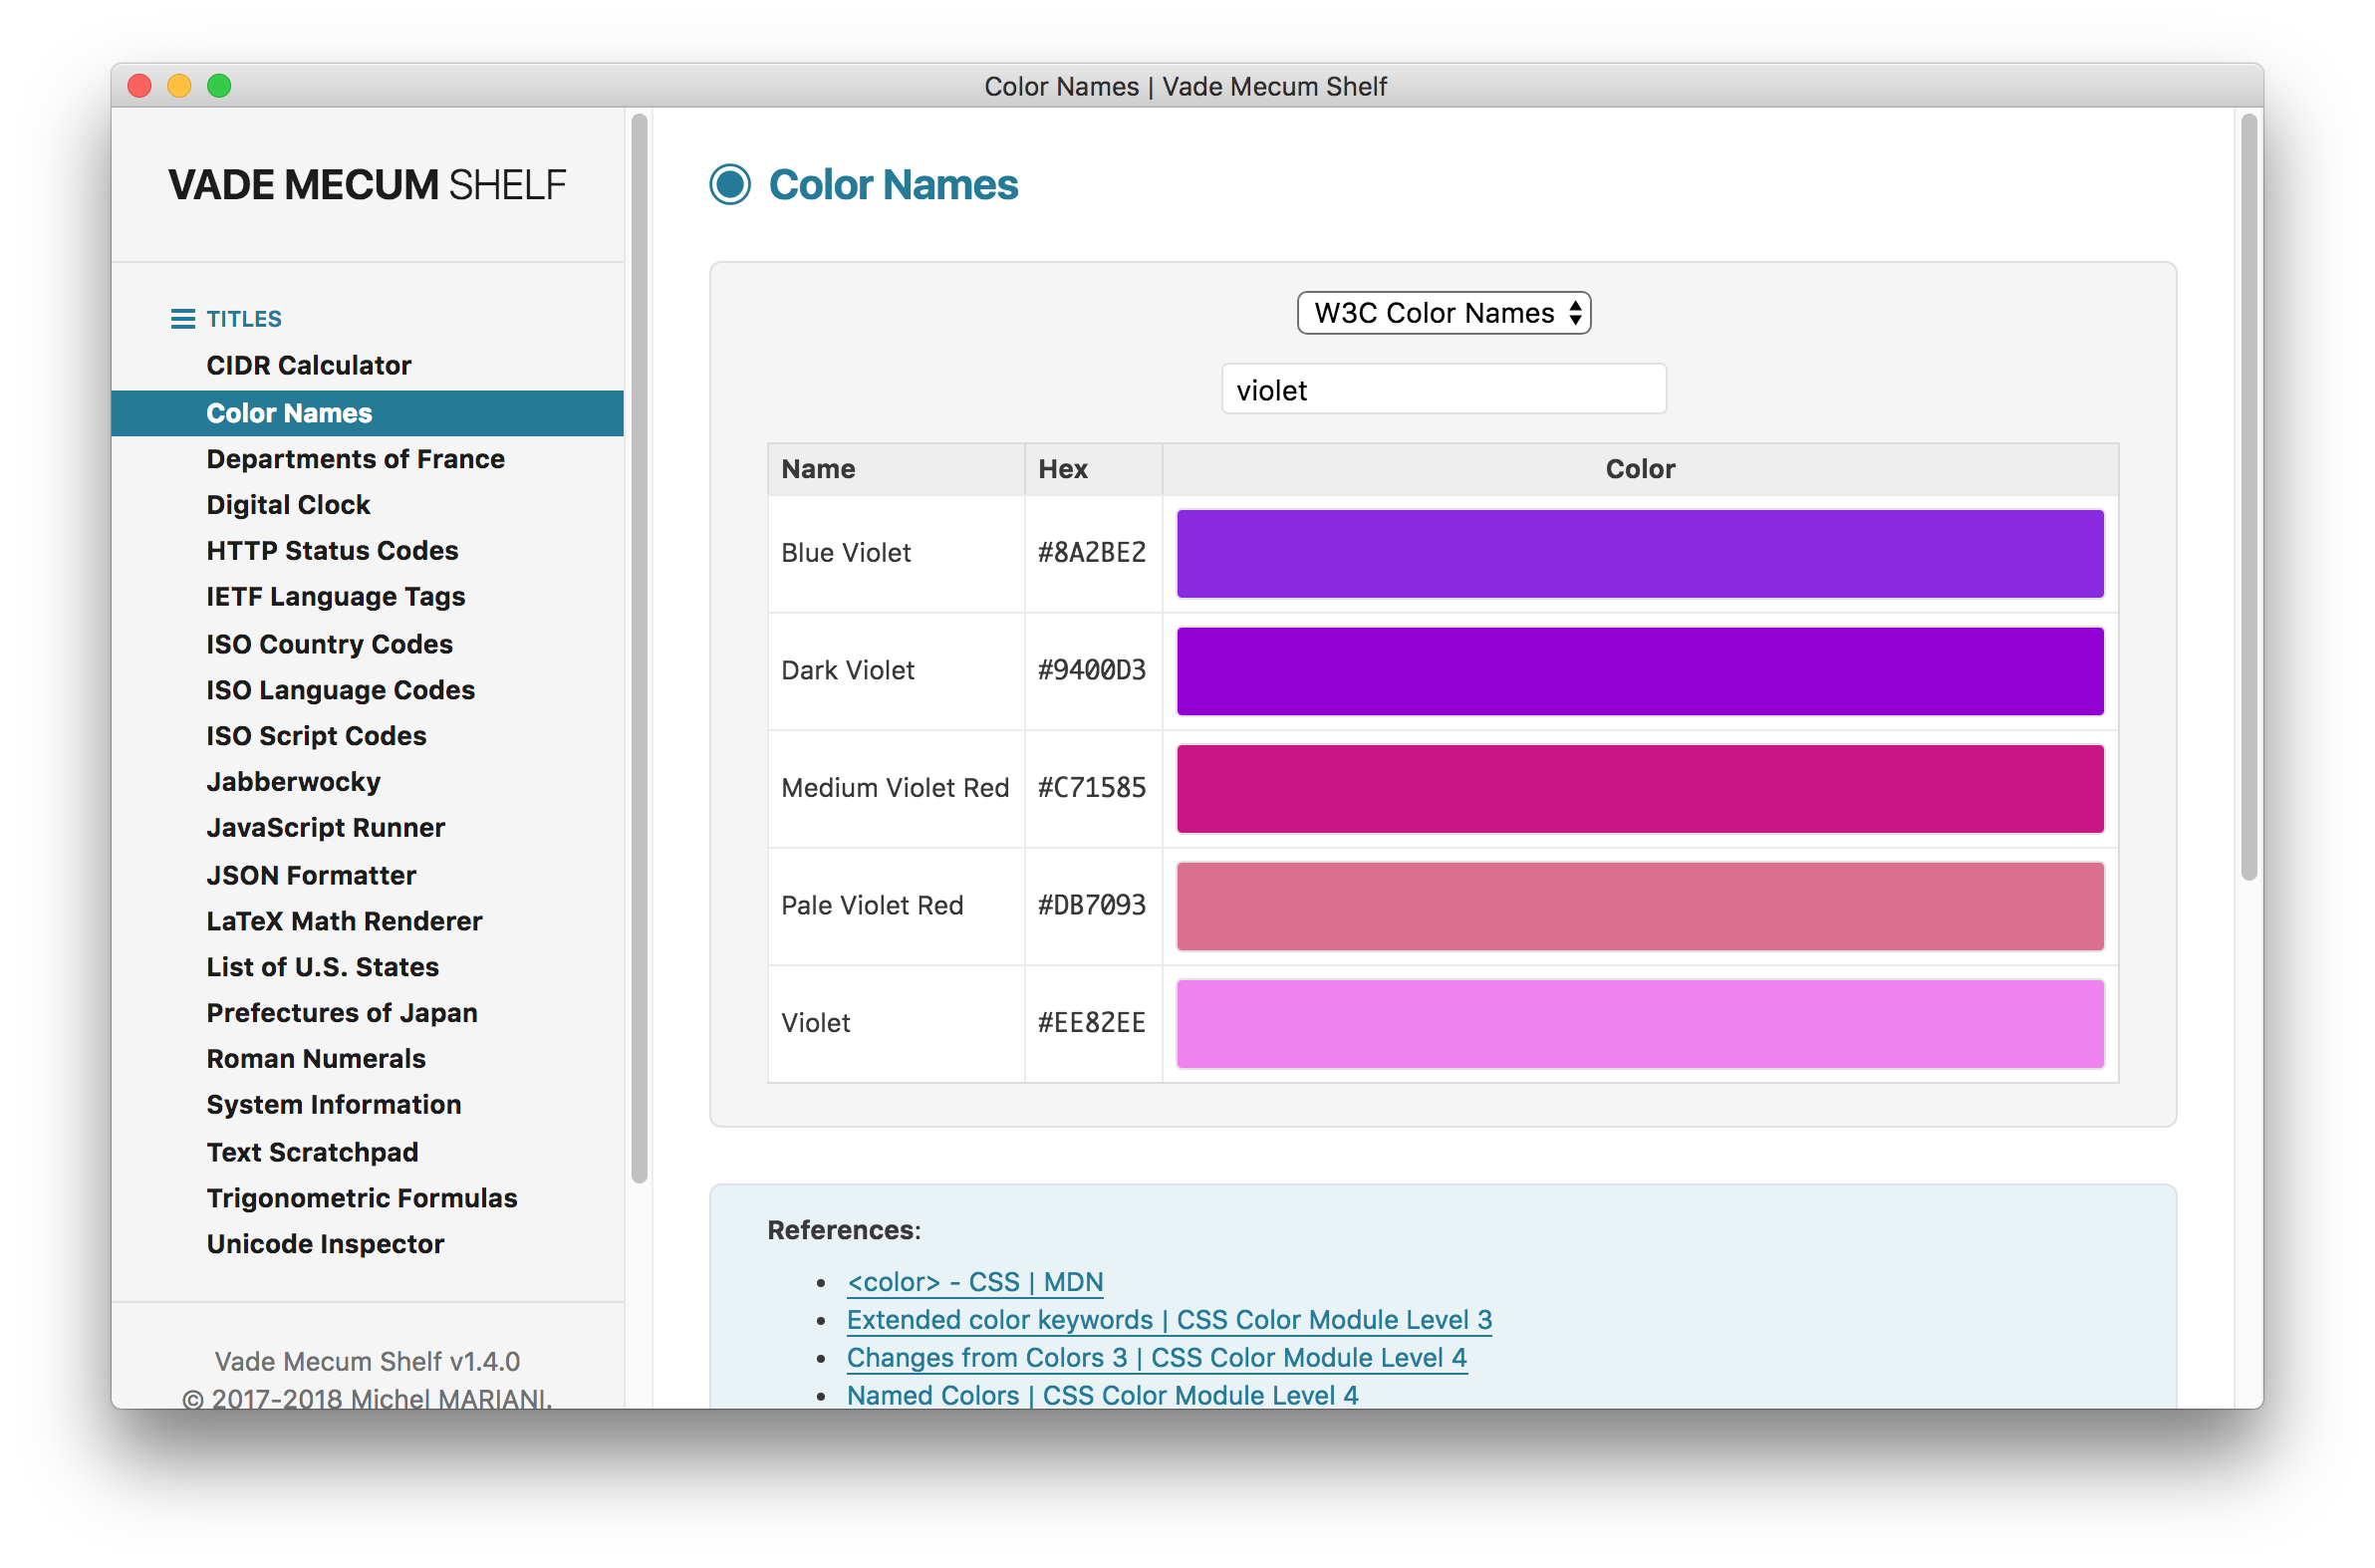 Color Names | Vade Mecum Shelf
VADE MECUM SHELF
TITLES
CIDR Calculator
Color Names
Departments of France
Digital Clock
HTTP Status Codes
IETF Language Tags
ISO Country Codes
ISO Language Codes
ISO Script Codes
Jabberwocky
JavaScript Runner
JSON Formatter
LaTeX Math Renderer
List of U.S. States
Prefectures of Japan
Roman Numerals
System Information
Text Scratchpad
Trigonometric Formulas
Unicode Inspector
Vade Mecum Shelf v1.4.0
© 2017-2018 Michel MARIANI.
Color Names
W3C Color Names
violet
Name Hex Color
Blue Violet #8A2BE2
Dark Violet #9400D3
Medium Violet Red #C71585
Pale Violet Red #DB7093
Violet #EE82EE
References:
• <color> - CSS | MDN
• Extended color keywords | CSS Color Module Level 3
• Changes from Colors 3 | CSS Color Module Level 4
• Named Colors | CSS Color Module Level 4